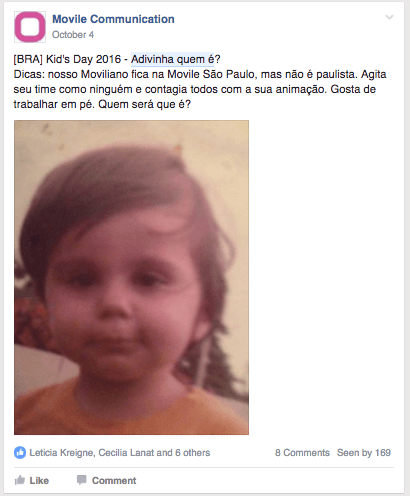 Movile Communication
October 4
[BRA] Kid's Day 2016 - Adivinha quem é?
Dicas: nosso Moviliano fica na Movile São Paulo, mas não é paulista. Agita
seu time como ninguém e contagia todos com a sua animação. Gosta de
trabalhar em pé. Quem será que é?
Leticia Kreigne, Cecilia Lanat and 6 others
8 Comments Seen by 169
Like Comment